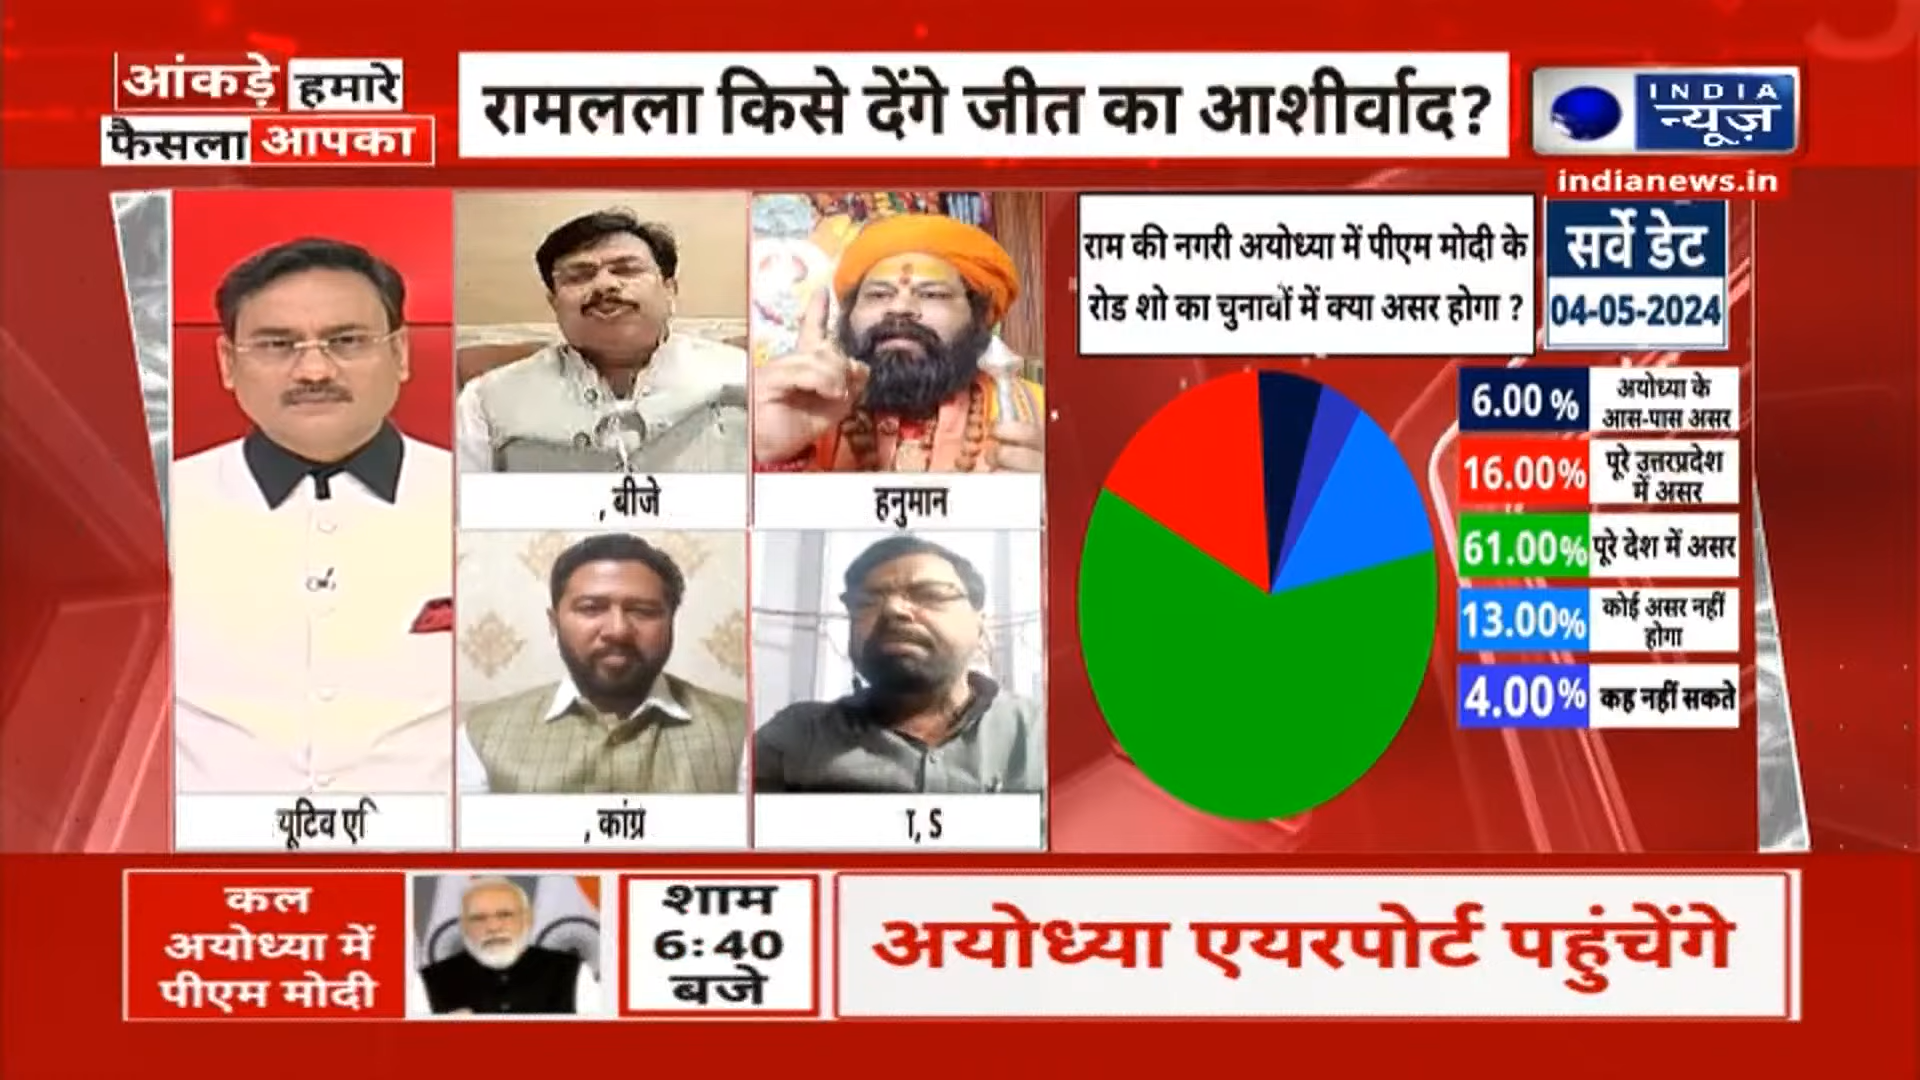 आंकड़े हमारे
फैसला आपका
रामलला किसे देंगे जीत का आशीर्वाद?
INDIA
न्यूज़
indianews.in
राम की नगरी अयोध्या में पीएम मोदी के
रोड शो का चुनावों में क्या असर होगा ?
सर्वे डेट
04-05-2024
6.00 % अयोध्या के
आस-पास असर
16.00% पूरे उत्तरप्रदेश
में असर
61.00% पूरे देश में असर
13.00% कोई असर नहीं
होगा
4.00% कह नहीं सकते
, बीजे
हनुमान
यूटिव एि
, कांग्र
ा, S
कल
अयोध्या में
पीएम मोदी
शाम
6:40
बजे
अयोध्या एयरपोर्ट पहुंचेंगे